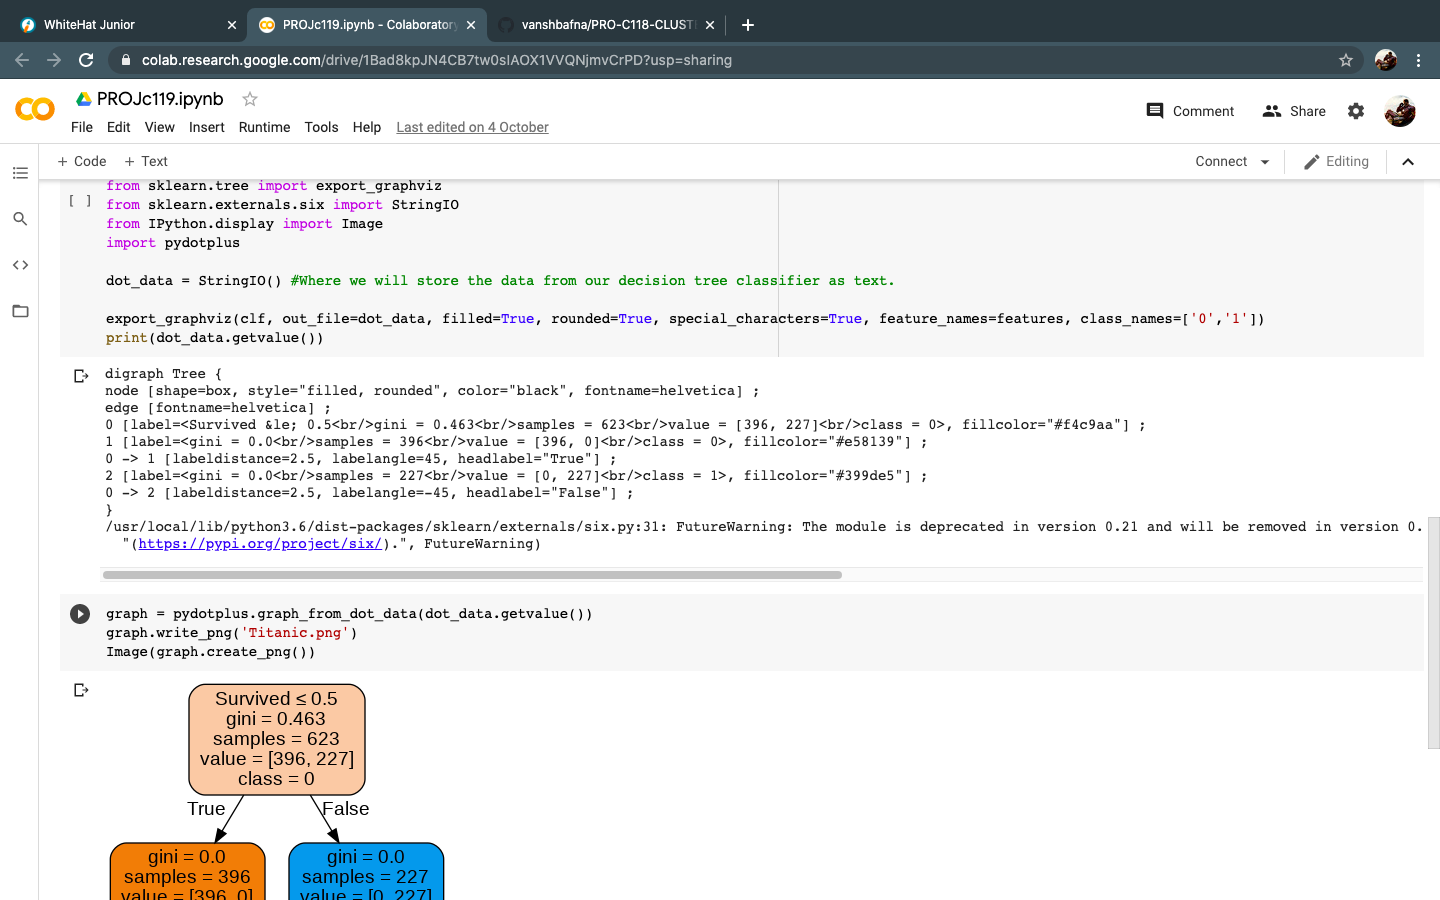 WhiteHat Junior
PROJc119.ipynb - Colaboratory
vanshbafna/PRO-C118-CLUST
colab.research.google.com/drive/1Bad8kpJN4CB7tw0sIAOX1VVQNjmvCrPD?usp=sharing
PROJc119.ipynb
Comment
Share
File Edit View Insert Runtime Tools Help Last edited on 4 October
+ Code + Text
Connect
Editing
from sklearn.tree import export_graphviz
[ ] from sklearn.externals.six import StringIO
from IPython.display import Image
import pydotplus
dot_data = StringIO() #Where we will store the data from our decision tree classifier as text.
export_graphviz(clf, out_file=dot_data, filled=True, rounded=True, special_characters=True, feature_names=features, class_names=['0','1'])
print(dot_data.getvalue())
digraph Tree {
node [shape=box, style="filled, rounded", color="black", fontname=helvetica] ;
edge [fontname=helvetica] ;
0 [label=<Survived &le; 0.5<br/>gini = 0.463<br/>samples = 623<br/>value = [396, 227]<br/>class = 0>, fillcolor="#f4c9aa"] ;
1 [label=<gini = 0.0<br/>samples = 396<br/>value = [396, 0]<br/>class = 0>, fillcolor="#e58139"] ;
0 -> 1 [labeldistance=2.5, labelangle=45, headlabel="True"] ;
2 [label=<gini = 0.0<br/>samples = 227<br/>value = [0, 227]<br/>class = 1>, fillcolor="#399de5"] ;
0 -> 2 [labeldistance=2.5, labelangle=-45, headlabel="False"] ;
}
/usr/local/lib/python3.6/dist-packages/sklearn/externals/six.py:31: FutureWarning: The module is deprecated in version 0.21 and will be removed in version 0.
"(https://pypi.org/project/six/).", FutureWarning)
graph = pydotplus.graph_from_dot_data(dot_data.getvalue())
graph.write_png('Titanic.png')
Image(graph.create_png())
Survived ≤ 0.5
gini = 0.463
samples = 623
value = [396, 227]
class = 0
True
False
gini = 0.0
samples = 396
value = [396, 0]
gini = 0.0
samples = 227
value = [0, 227]